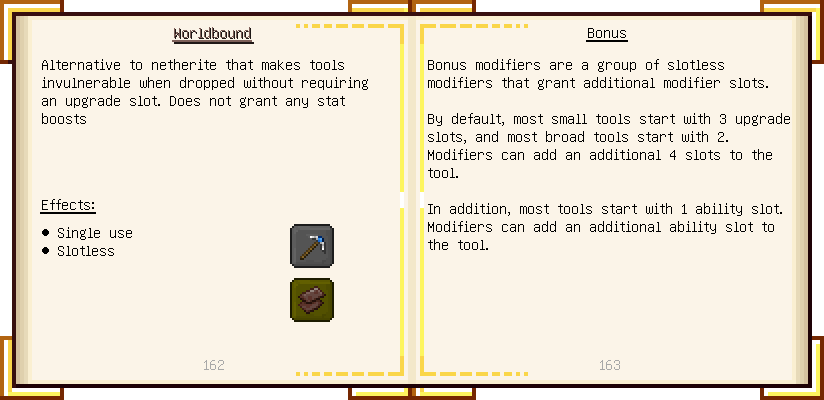 Worldbound
Alternative to netherite that makes tools
invulnerable when dropped without requiring
an upgrade slot. Does not grant any stat
boosts
Effects:
● Single use
● Slotless
162
Bonus
Bonus modifiers are a group of slotless
modifiers that grant additional modifier slots.
By default, most small tools start with 3 upgrade
slots, and most broad tools start with 2.
Modifiers can add an additional 4 slots to the
tool.
In addition, most tools start with 1 ability slot.
Modifiers can add an additional ability slot to
the tool.
163